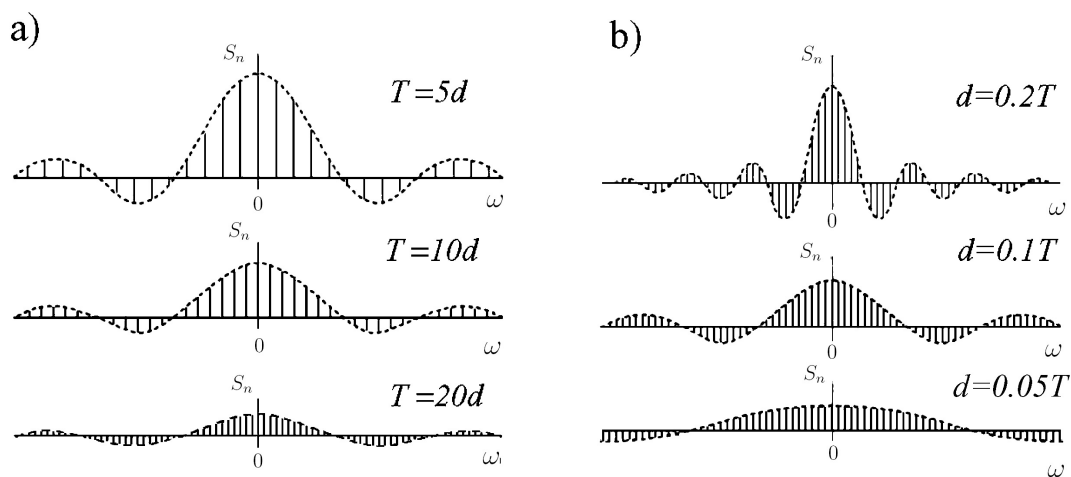 a)
S_n
T=5d
0
ω
S_n
T=10d
0
ω
S_n
T=20d
0
ω
b)
S_n
d=0.2T
0
ω
S_n
d=0.1T
0
ω
S_n
d=0.05T
0
ω